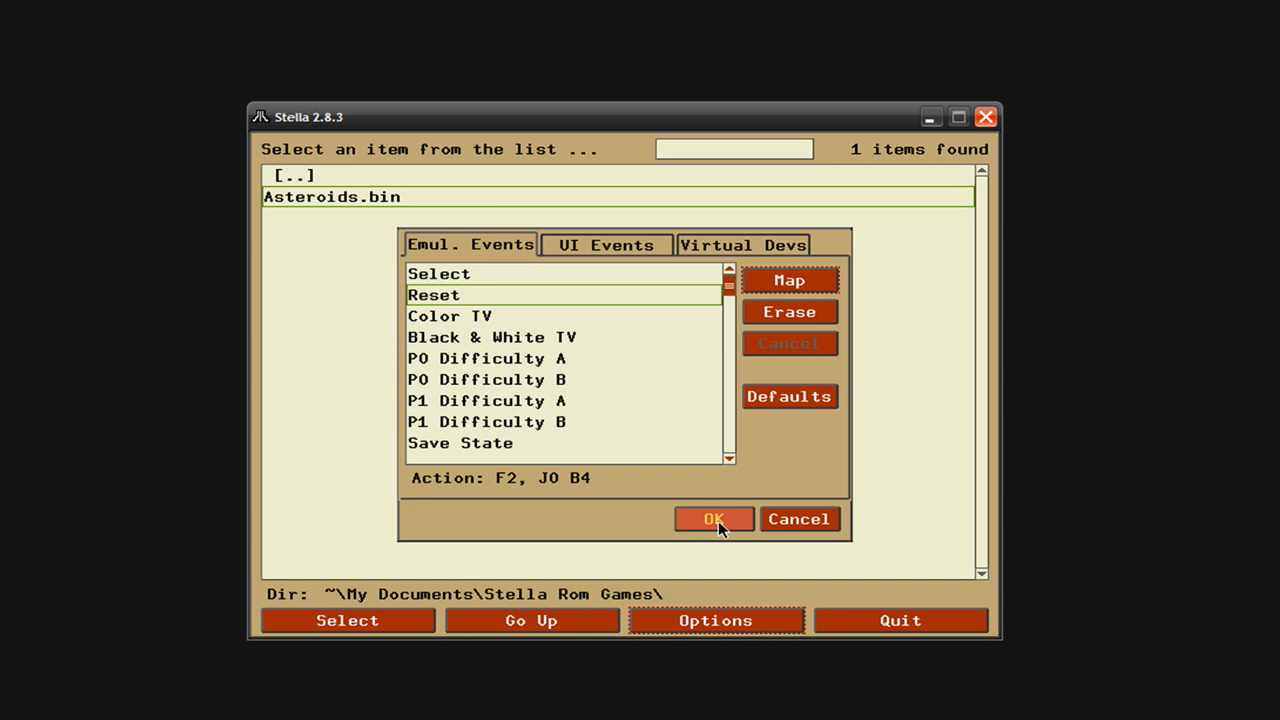 Stella 2.8.3
Select an item from the list ... 1 items found
[..]
Asteroids.bin
Emul. Events UI Events Virtual Devs
Select
Reset
Color TV
Black & White TV
P0 Difficulty A
P0 Difficulty B
P1 Difficulty A
P1 Difficulty B
Save State
Map
Erase
Cancel
Defaults
Action: F2, J0 B4
OK Cancel
Dir: ~\My Documents\Stella Rom Games\
Select Go Up Options Quit